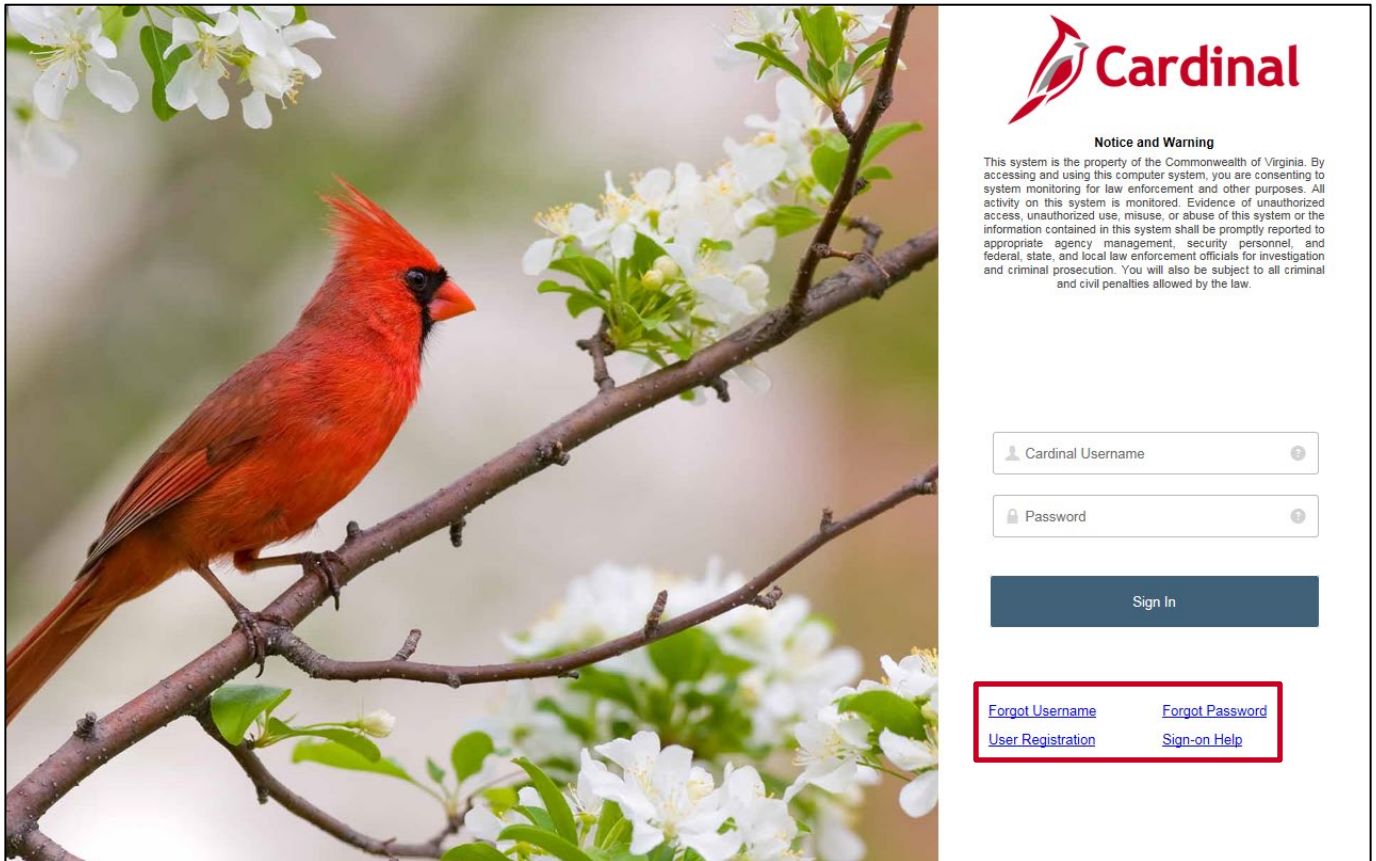 Cardinal
Notice and Warning
This system is the property of the Commonwealth of Virginia. By
accessing and using this computer system, you are consenting to
system monitoring for law enforcement and other purposes. All
activity on this system is monitored. Evidence of unauthorized
access, unauthorized use, misuse, or abuse of this system or the
information contained in this system shall be promptly reported to
appropriate agency management, security personnel, and
federal, state, and local law enforcement officials for investigation
and criminal prosecution. You will also be subject to all criminal
and civil penalties allowed by the law.
Cardinal Username ?
Password ?
Sign In
Forgot Username Forgot Password
User Registration Sign-on Help